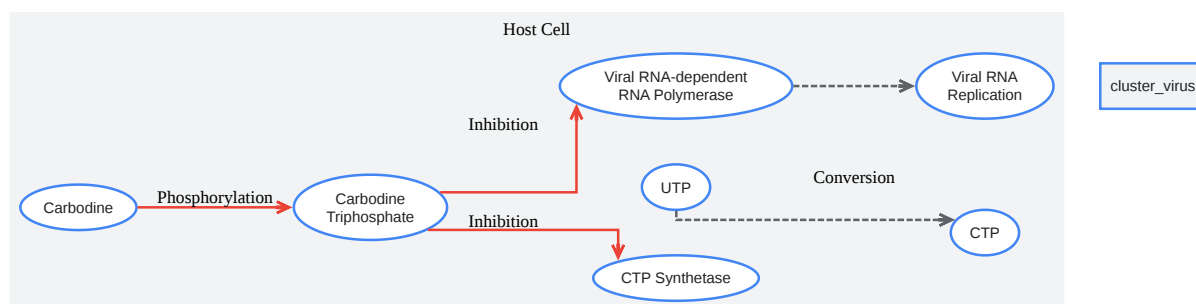 Host Cell
Viral RNA-dependent
RNA Polymerase
Viral RNA
Replication
cluster_virus
Inhibition
Carbodine
Phosphorylation
Carbodine
Triphosphate
UTP
Conversion
Inhibition
CTP
CTP Synthetase